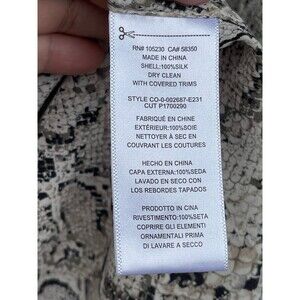 RN# 105230 CA# 58350
MADE IN CHINA
SHELL:100%SILK
DRY CLEAN
WITH COVERED TRIMS
STYLE CO-0-002687-E231
CUT P1700290
FABRIQUÉ EN CHINE
EXTÉRIEUR:100%SOIE
NETTOYER À SEC EN
COUVRANT LES COUTURES
HECHO EN CHINA
CAPA EXTERNA:100%SEDA
LAVADO EN SECO CON
LOS REBORDES TAPADOS
PRODOTTO IN CINA
RIVESTIMENTO:100%SETA
COPRIRE GLI ELEMENTI
ORNAMENTALI PRIMA
DI LAVARE A SECCO